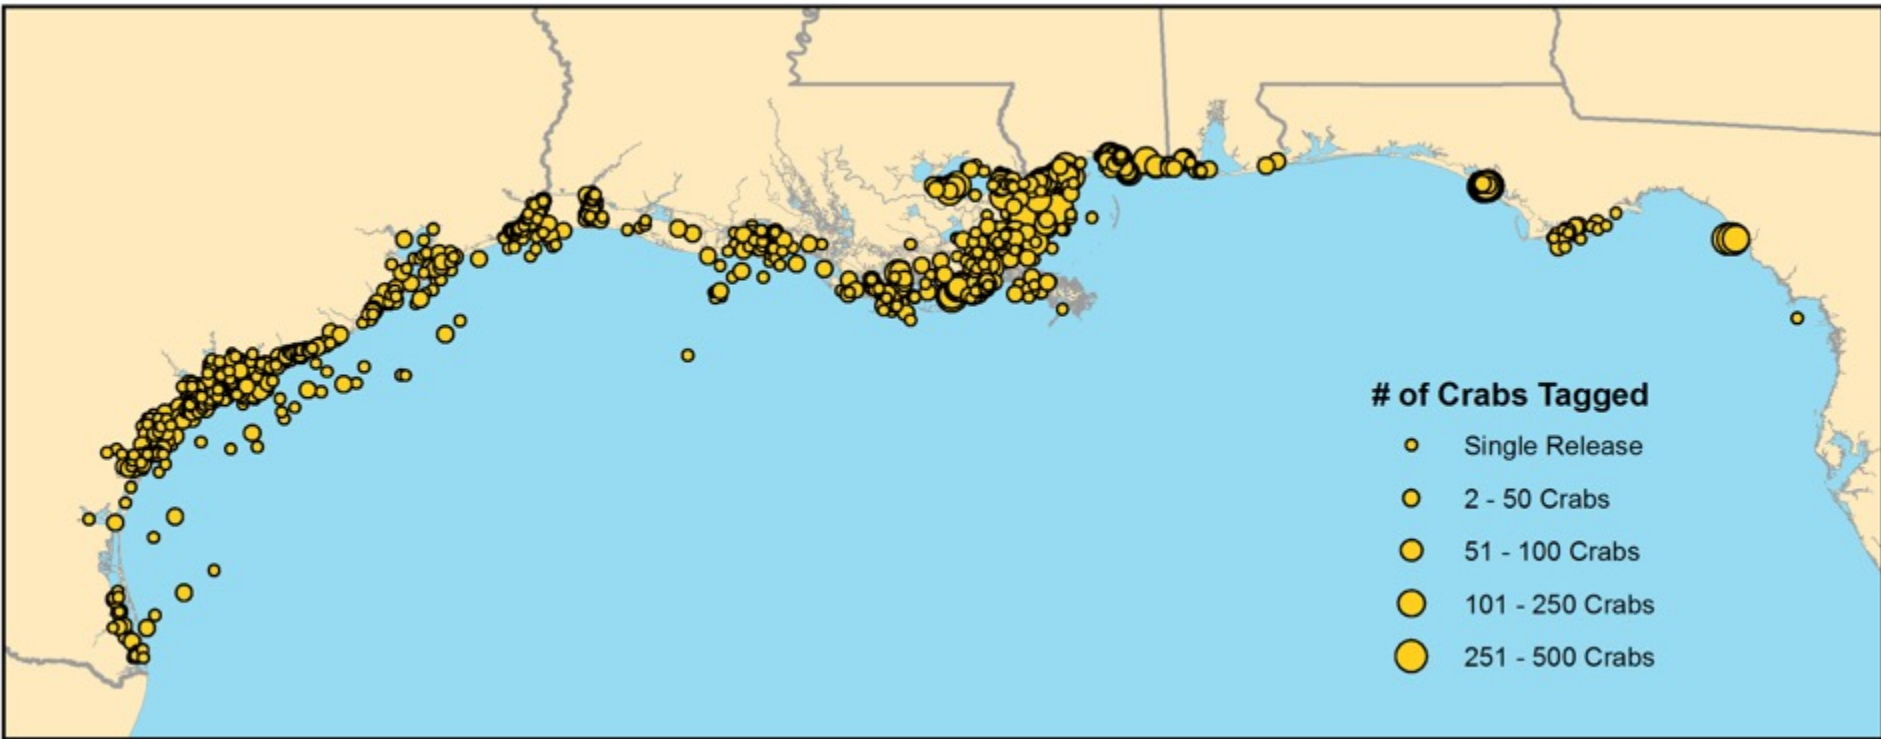 # of Crabs Tagged
Single Release
2 - 50 Crabs
51 - 100 Crabs
101 - 250 Crabs
251 - 500 Crabs